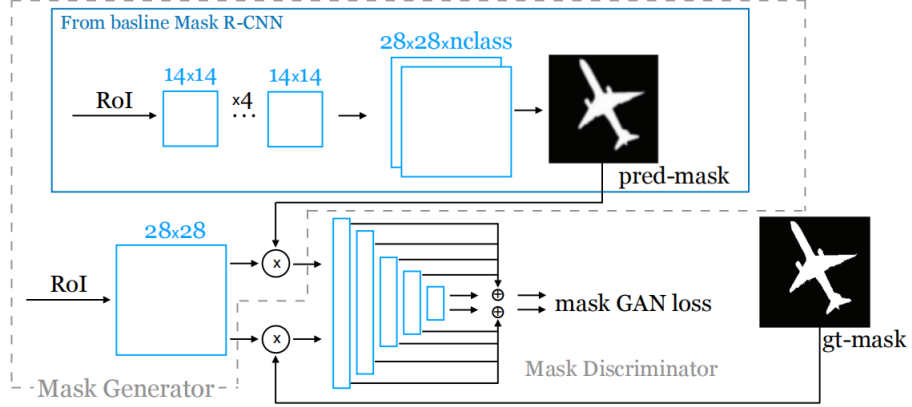 From basline Mask R-CNN
28x28xnclass
14x14
14x14
RoI
x4
...
pred-mask
28x28
x
RoI
mask GAN loss
x
gt-mask
Mask Discriminator
Mask Generator